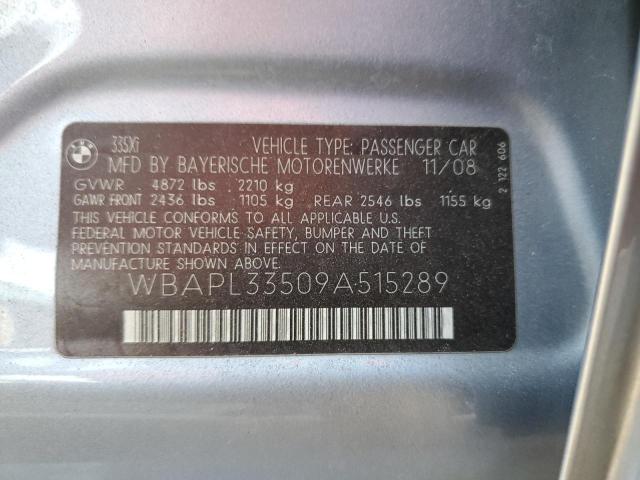 335Xi VEHICLE TYPE: PASSENGER CAR
MFD BY BAYERISCHE MOTORENWERKE 11/08
GVWR 4872 lbs 2210 kg
GAWR FRONT 2436 lbs 1105 kg REAR 2546 lbs 1155 kg
THIS VEHICLE CONFORMS TO ALL APPLICABLE U.S.
FEDERAL MOTOR VEHICLE SAFETY, BUMPER AND THEFT
STANDARDS IN EFFECT ON THE DATE OF
MANUFACTURE SHOWN ABOVE.
WBAPL33509A515289
2 122 606